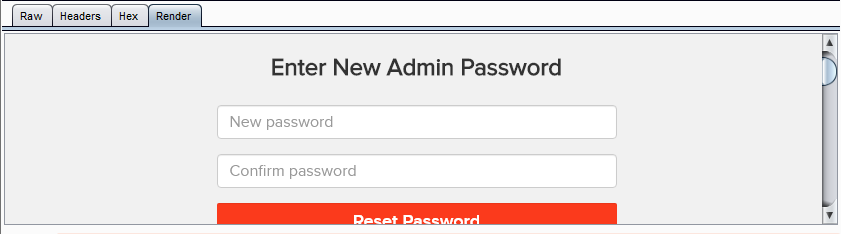 Raw Headers Hex Render
Enter New Admin Password
New password
Confirm password
Reset Password